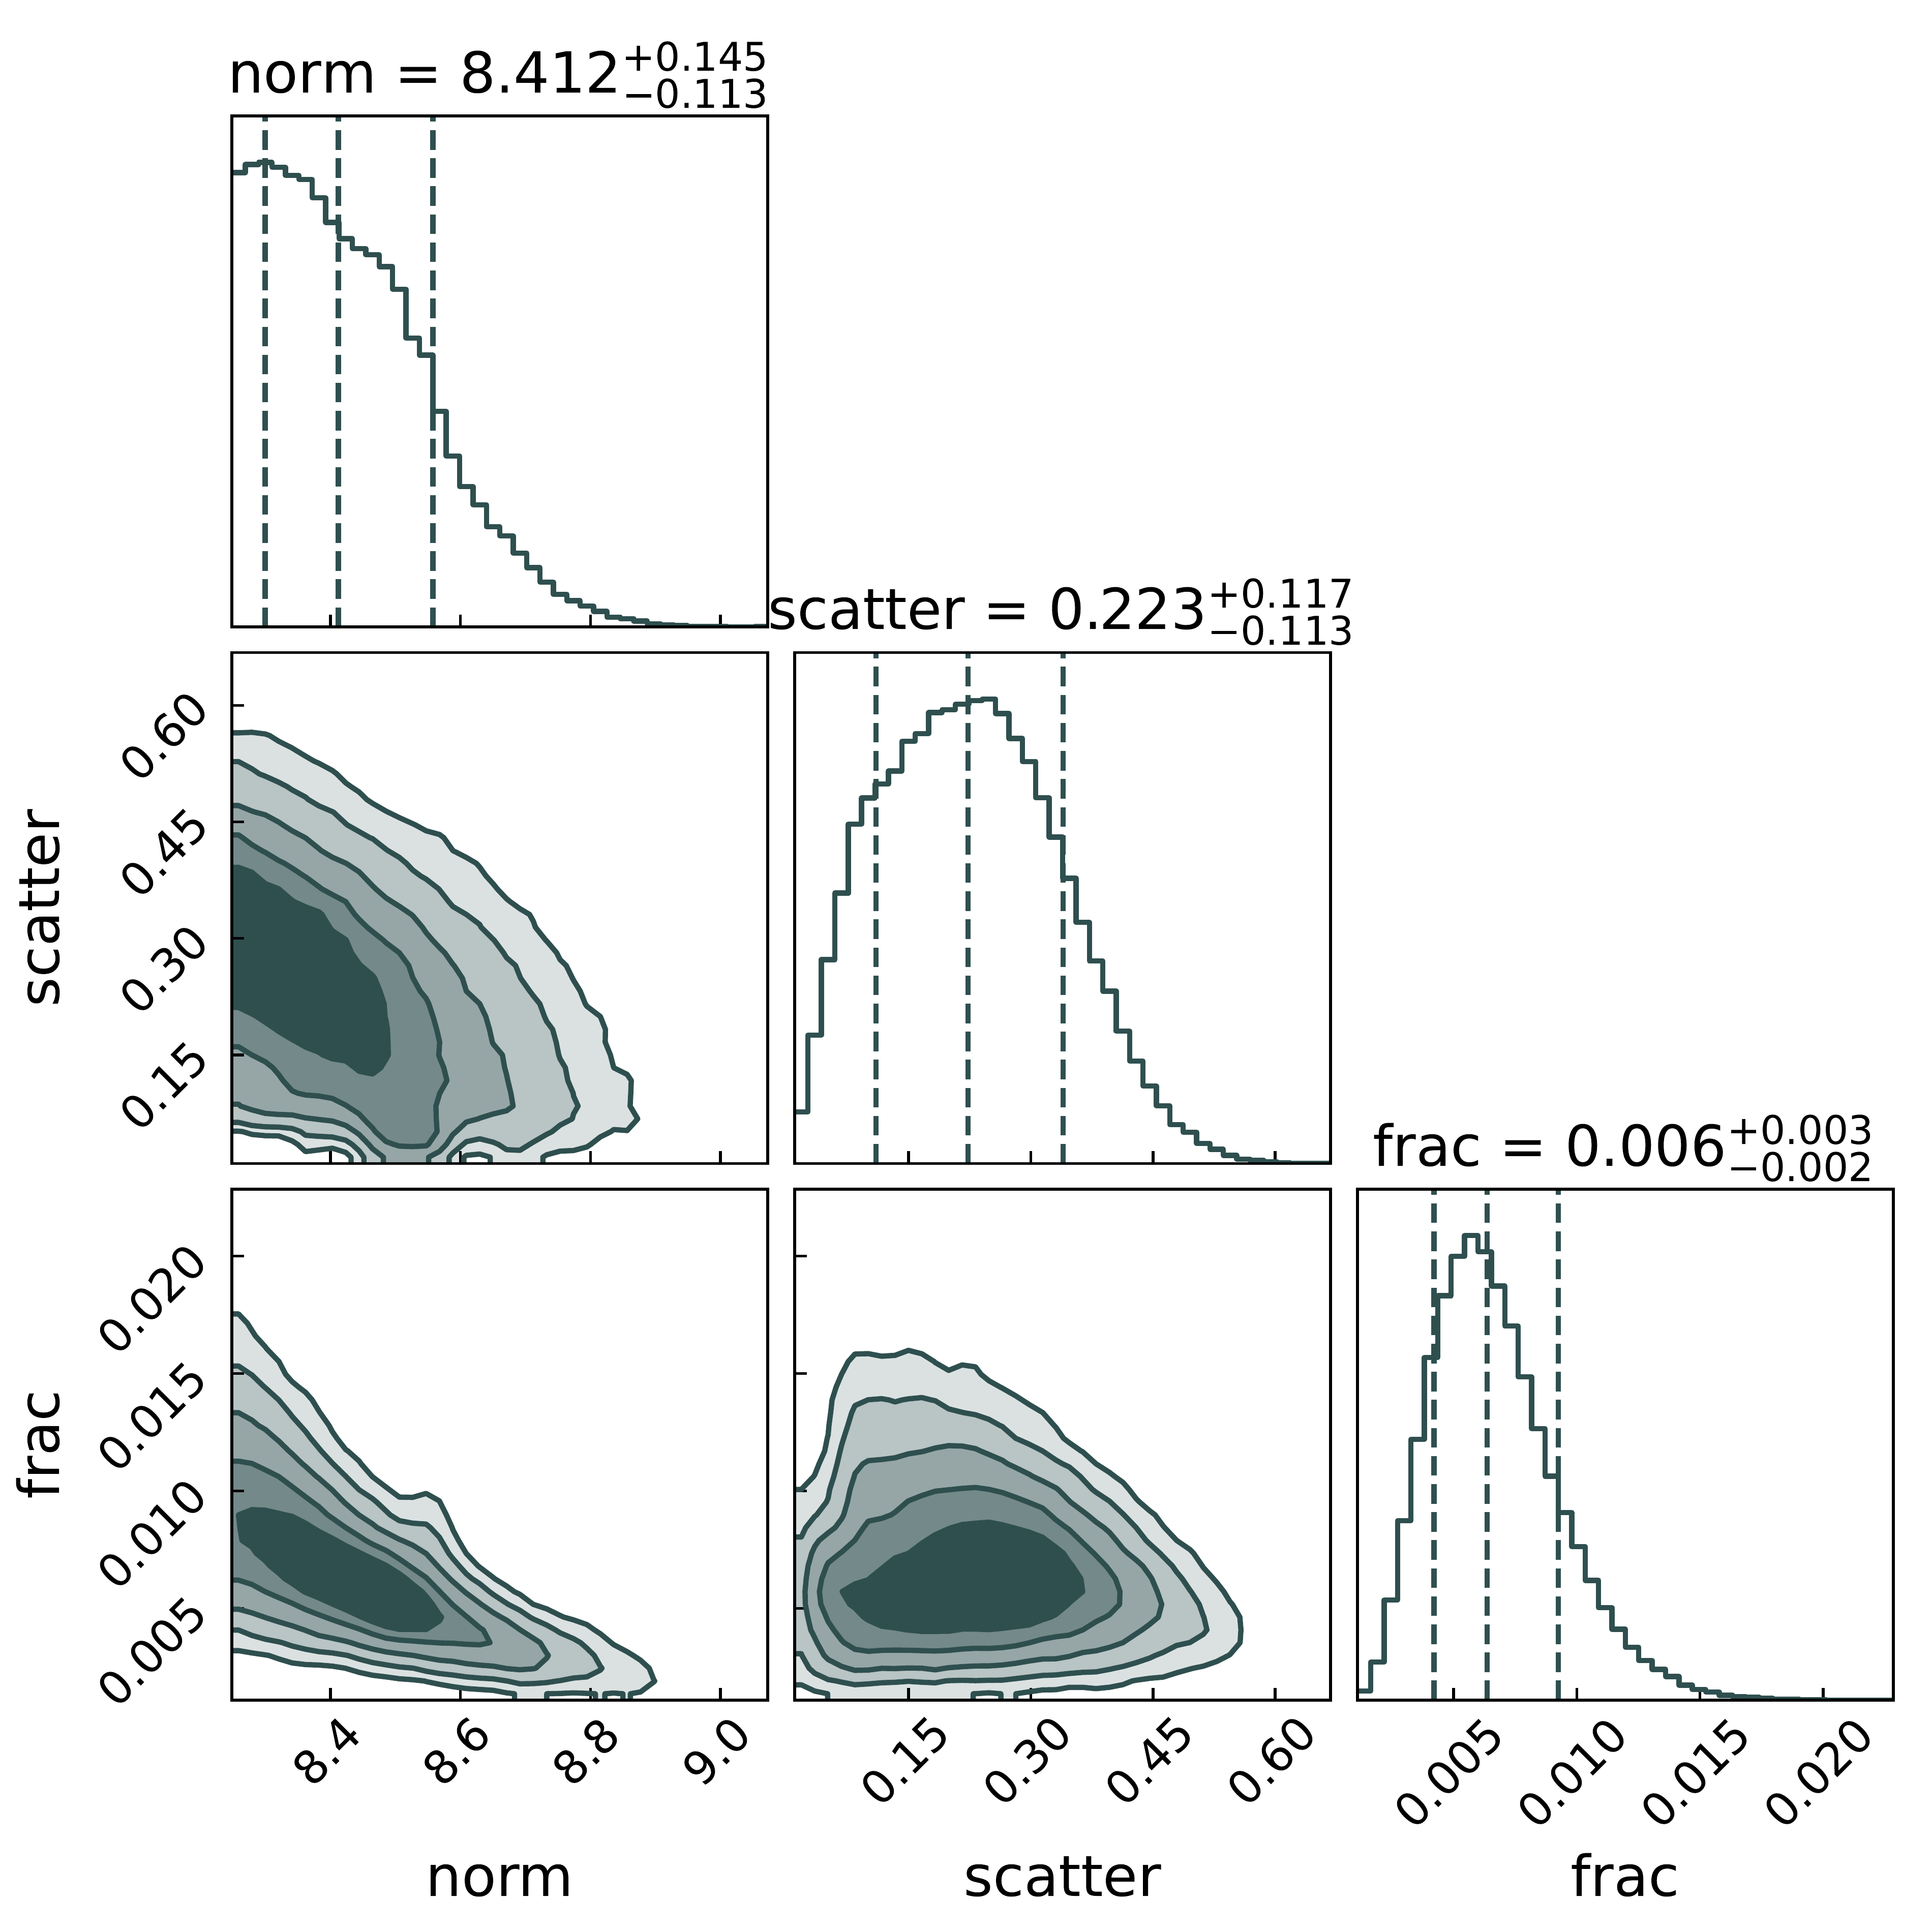 norm = 8.412+0.145 −0.113
scatter = 0.223+0.117 −0.113
0.60
0.45
0.30
0.15
scatter
frac = 0.006+0.003 −0.002
0.020
0.015
0.010
0.005
frac
8.4 8.6 8.8 9.0 0.15 0.30 0.45 0.60 0.005 0.010 0.015 0.020
norm scatter frac